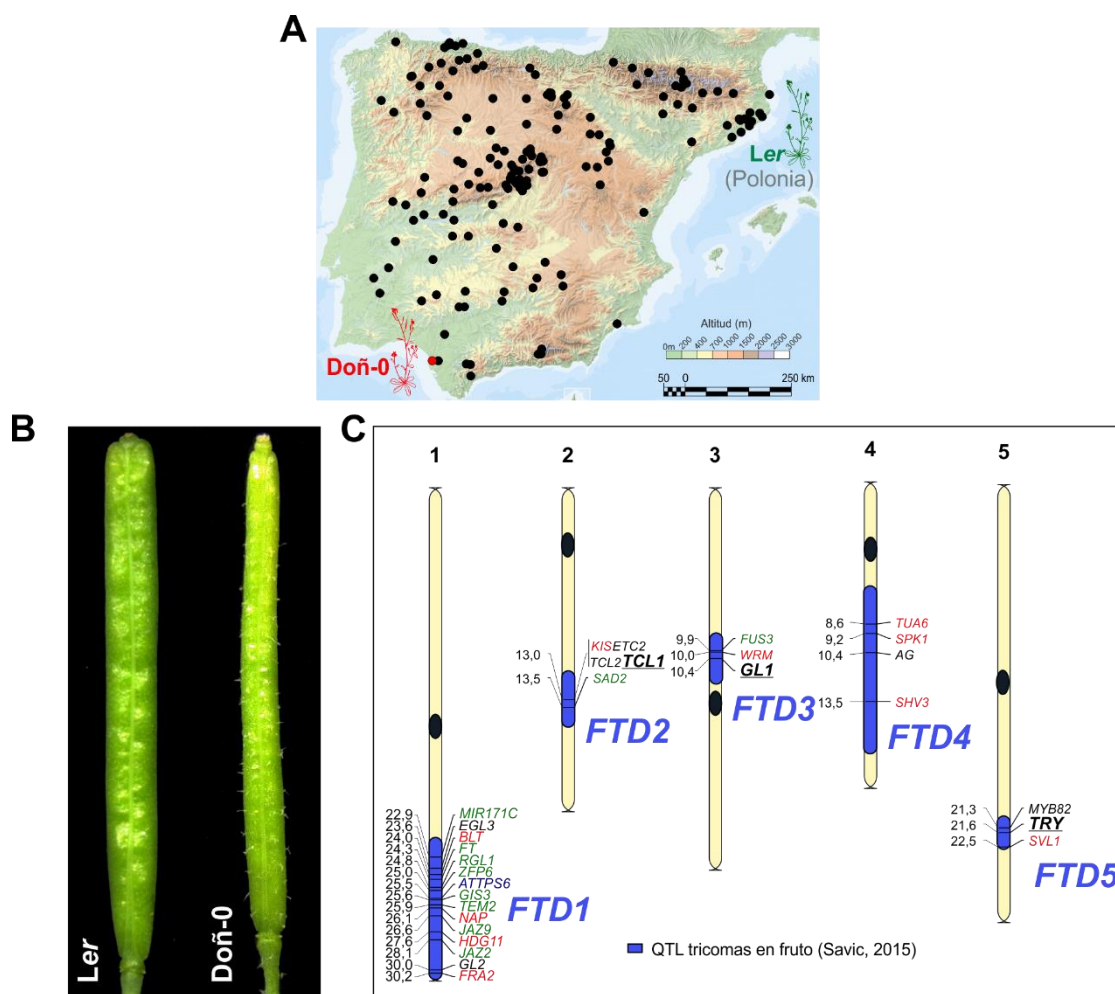 A
Ler
(Polonia)
Doñ-0
Altitud (m)
0m 200 400 700 1000 1500 2000 2500 3000
50 0 250 km
B
Ler
Doñ-0
C
1 2 3 4 5
22,9 MIR171C
23,6 EGL3
24,0 BLT
24,3 FT
24,8 RGL1
25,0 ZFP6
25,5 ATTPS6
25,6 GIS3
25,9 TEM2
26,1 NAP
26,6 JAZ9
27,6 HDG11
28,1 JAZ2
30,0 GL2
30,2 FRA2
FTD1
13,0 KISETC2
TCL2TCL1
13,5 SAD2
FTD2
9,9 FUS3
10,0 WRM
10,4 GL1
FTD3
8,6 TUA6
9,2 SPK1
10,4 AG
13,5 SHV3
FTD4
21,3 MYB82
21,6 TRY
22,5 SVL1
FTD5
QTL tricomas en fruto (Savic, 2015)